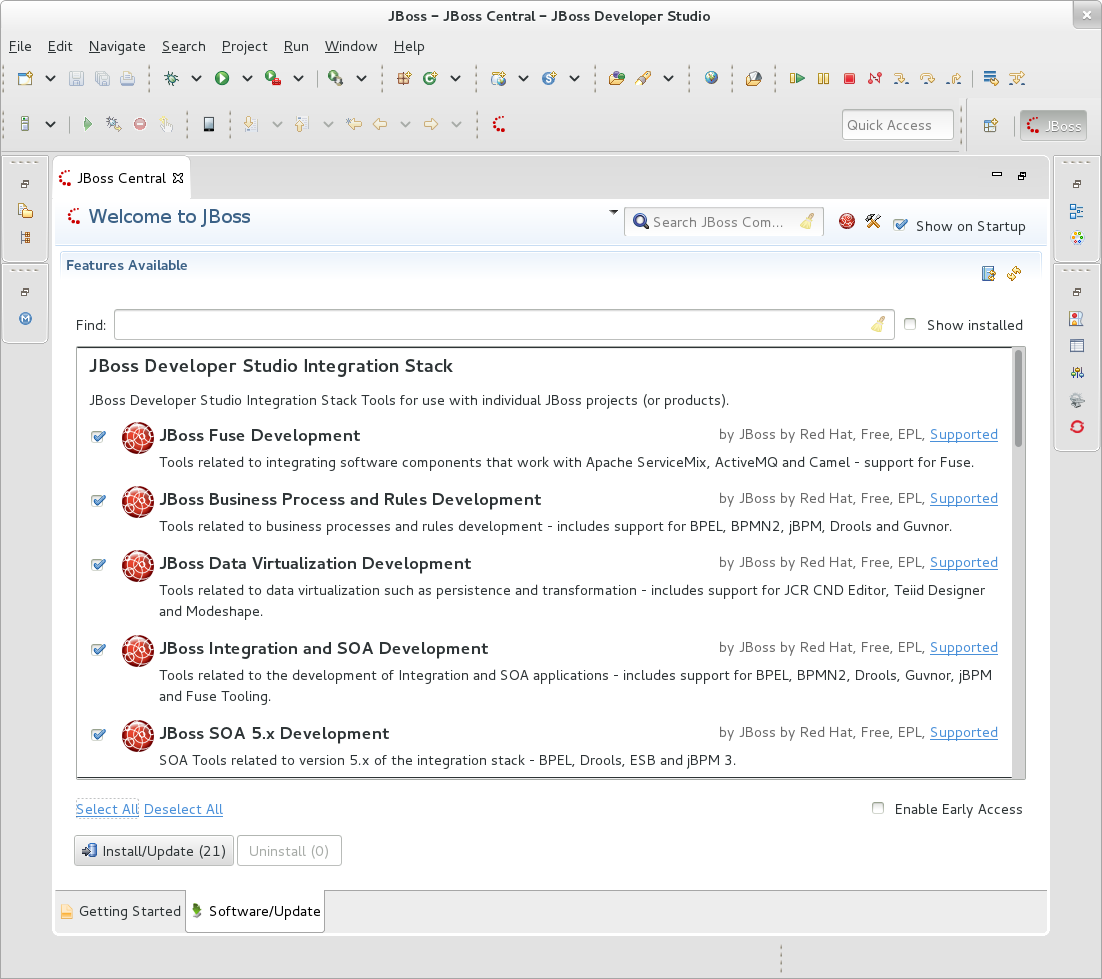 JBoss – JBoss Central – JBoss Developer Studio
File Edit Navigate Search Project Run Window Help
Quick Access
JBoss
JBoss Central
Welcome to JBoss
Search JBoss Com...
Show on Startup
Features Available
Find:
Show installed
JBoss Developer Studio Integration Stack
JBoss Developer Studio Integration Stack Tools for use with individual JBoss projects (or products).
JBoss Fuse Development by JBoss by Red Hat, Free, EPL, Supported
Tools related to integrating software components that work with Apache ServiceMix, ActiveMQ and Camel - support for Fuse.
JBoss Business Process and Rules Development by JBoss by Red Hat, Free, EPL, Supported
Tools related to business processes and rules development - includes support for BPEL, BPMN2, jBPM, Drools and Guvnor.
JBoss Data Virtualization Development by JBoss by Red Hat, Free, EPL, Supported
Tools related to data virtualization such as persistence and transformation - includes support for JCR CND Editor, Teiid Designer
and Modeshape.
JBoss Integration and SOA Development by JBoss by Red Hat, Free, EPL, Supported
Tools related to the development of Integration and SOA applications - includes support for BPEL, BPMN2, Drools, Guvnor, jBPM
and Fuse Tooling.
JBoss SOA 5.x Development by JBoss by Red Hat, Free, EPL, Supported
SOA Tools related to version 5.x of the integration stack - BPEL, Drools, ESB and jBPM 3.
Select All Deselect All
Enable Early Access
Install/Update (21) Uninstall (0)
Getting Started Software/Update